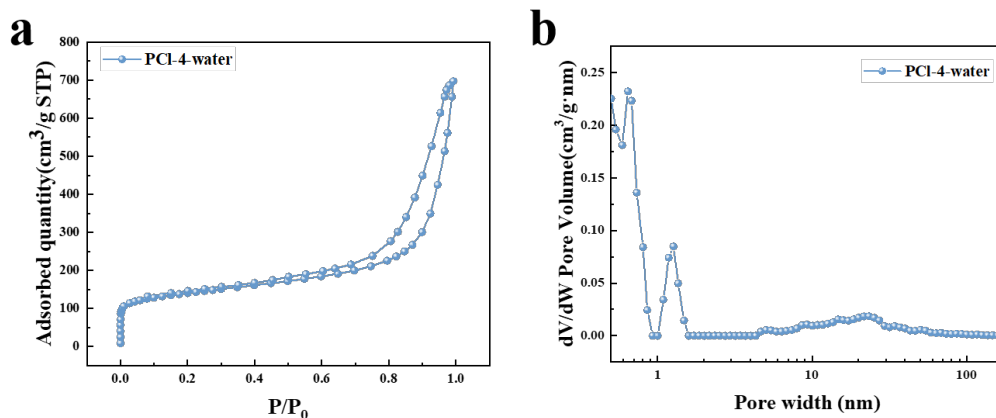 a
PCl-4-water
Adsorbed quantity(cm³/g STP)
800
700
600
500
400
300
200
100
0
0.0 0.2 0.4 0.6 0.8 1.0
P/P₀
b
PCl-4-water
dV/dW Pore Volume(cm³/g·nm)
0.25
0.20
0.15
0.10
0.05
0.00
1 10 100
Pore width (nm)